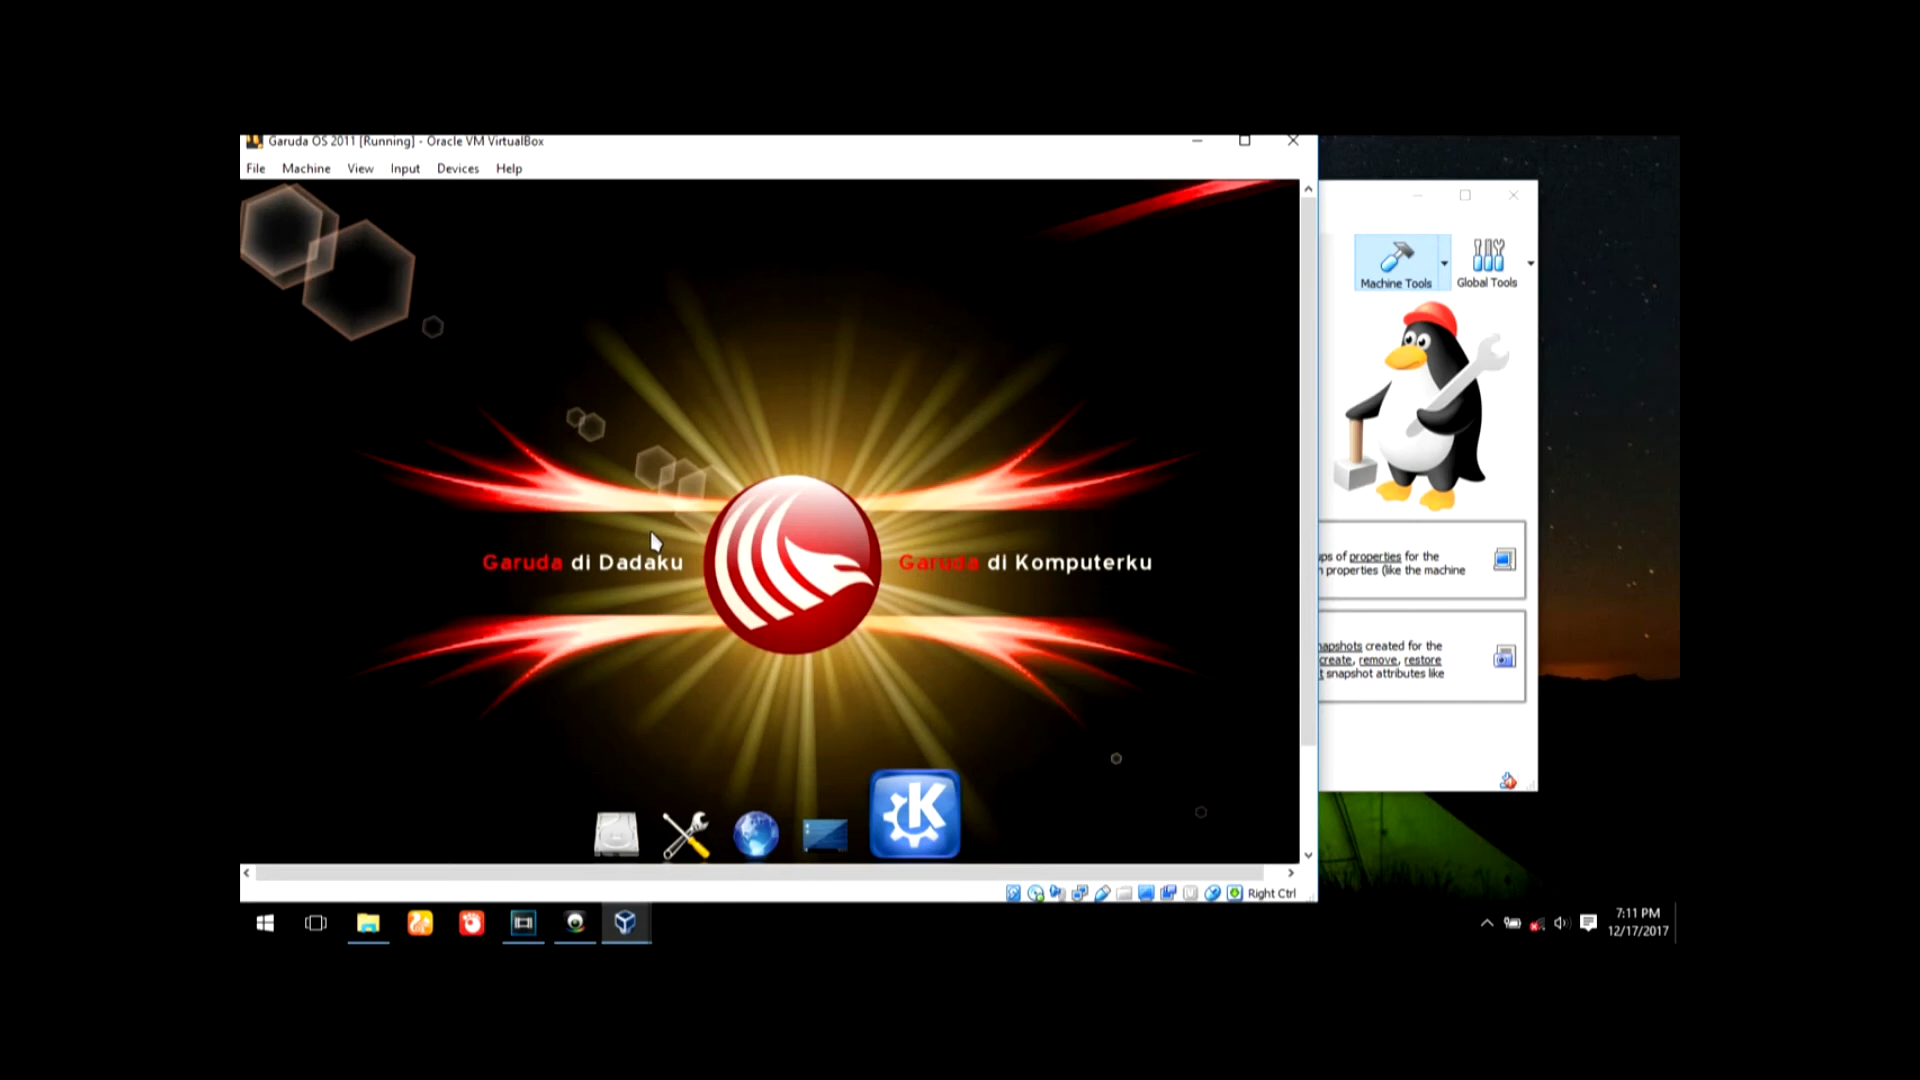 Garuda OS 2011 [Running] - Oracle VM VirtualBox
File Machine View Input Devices Help
Machine Tools
Global Tools
Garuda di Dadaku
Garuda di Komputerku
ps of properties for the
properties (like the machine
napshots created for the
create, remove, restore
t snapshot attributes like
K
Right Ctrl
7:11 PM
12/17/2017